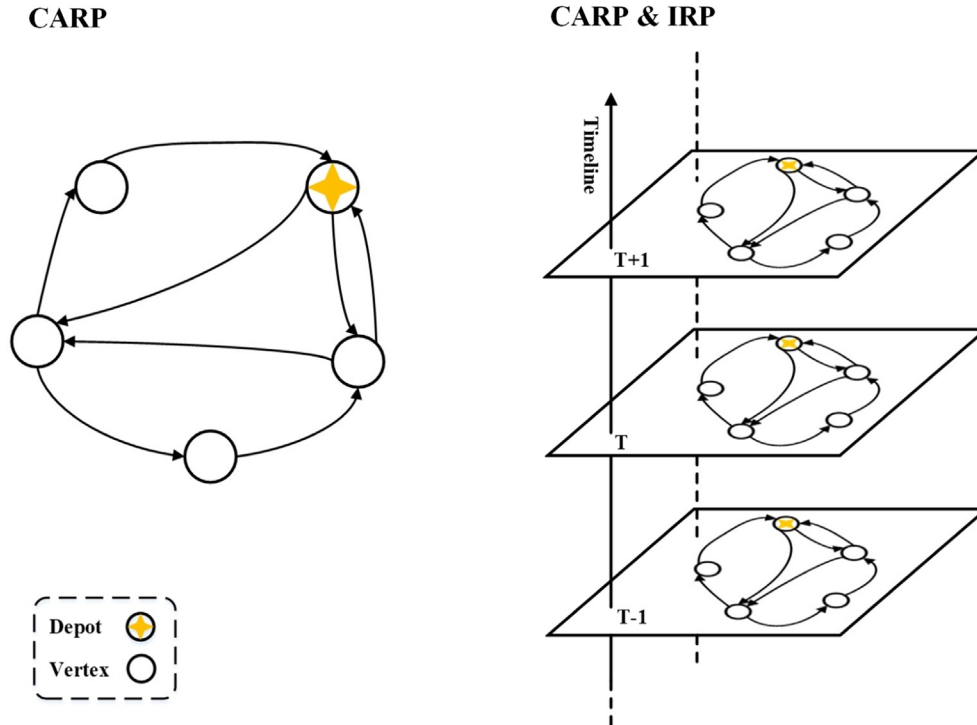 CARP
CARP & IRP
Timeline
T+1
T
T-1
Depot
Vertex